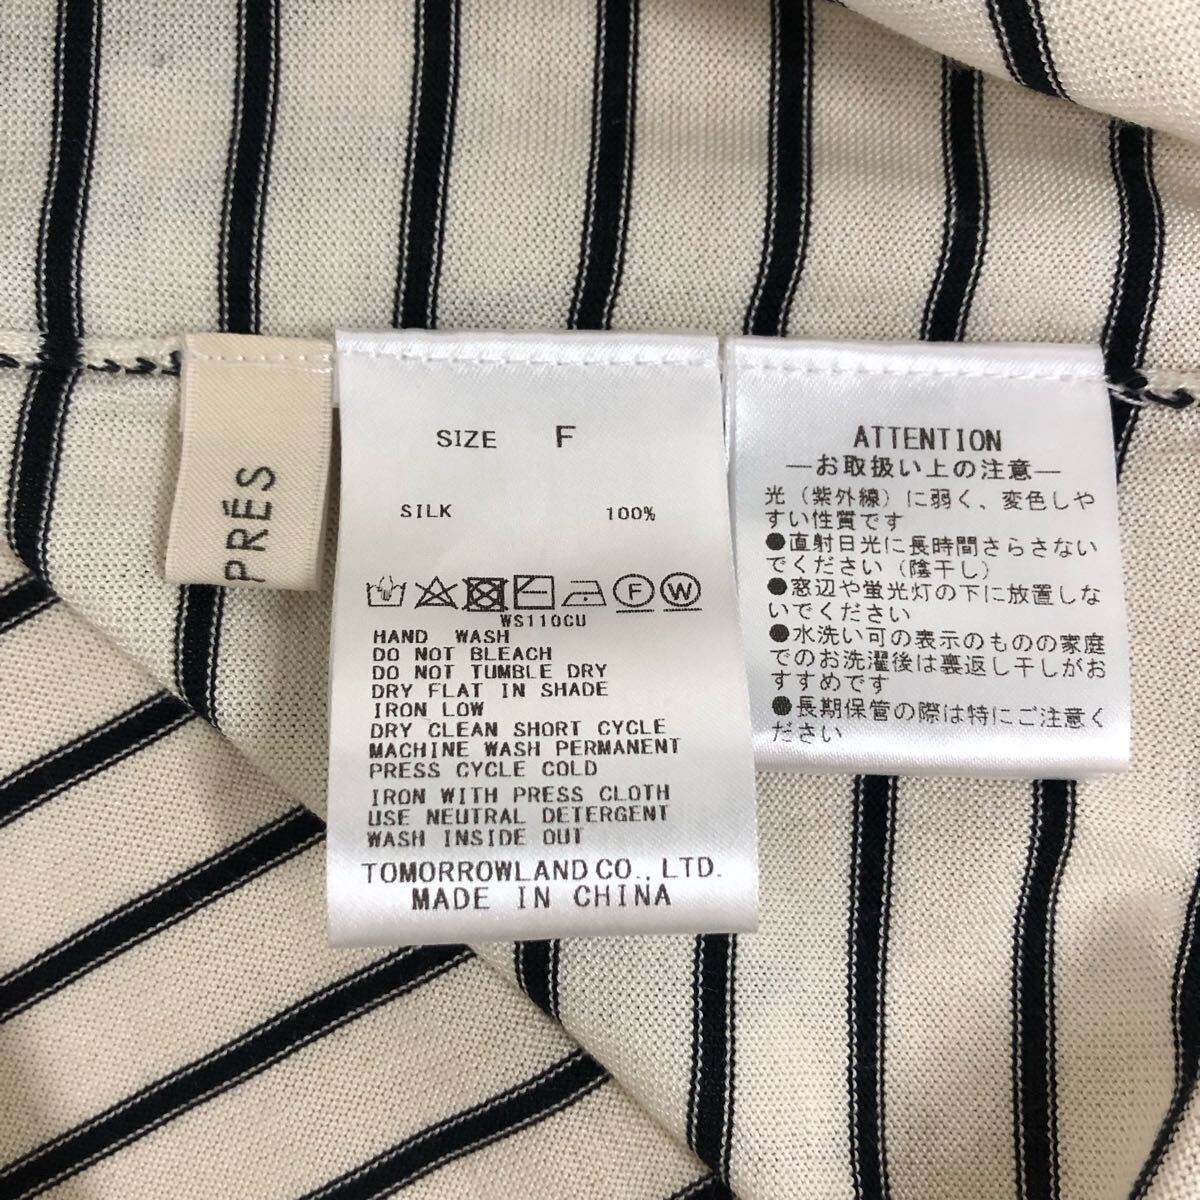 PRÉS
SIZE F
SILK 100%
F W
WS110CU
HAND WASH
DO NOT BLEACH
DO NOT TUMBLE DRY
DRY FLAT IN SHADE
IRON LOW
DRY CLEAN SHORT CYCLE
MACHINE WASH PERMANENT
PRESS CYCLE COLD
IRON WITH PRESS CLOTH
USE NEUTRAL DETERGENT
WASH INSIDE OUT
TOMORROWLAND CO., LTD.
MADE IN CHINA
ATTENTION
―お取扱い上の注意―
光（紫外線）に弱く、変色しや
すい性質です
●直射日光に長時間さらさない
でください（陰干し）
●窓辺や蛍光灯の下に放置しな
いでください
●水洗い可の表示のものの家庭
でのお洗濯後は裏返し干しがお
すすめです
●長期保管の際は特にご注意く
ださい